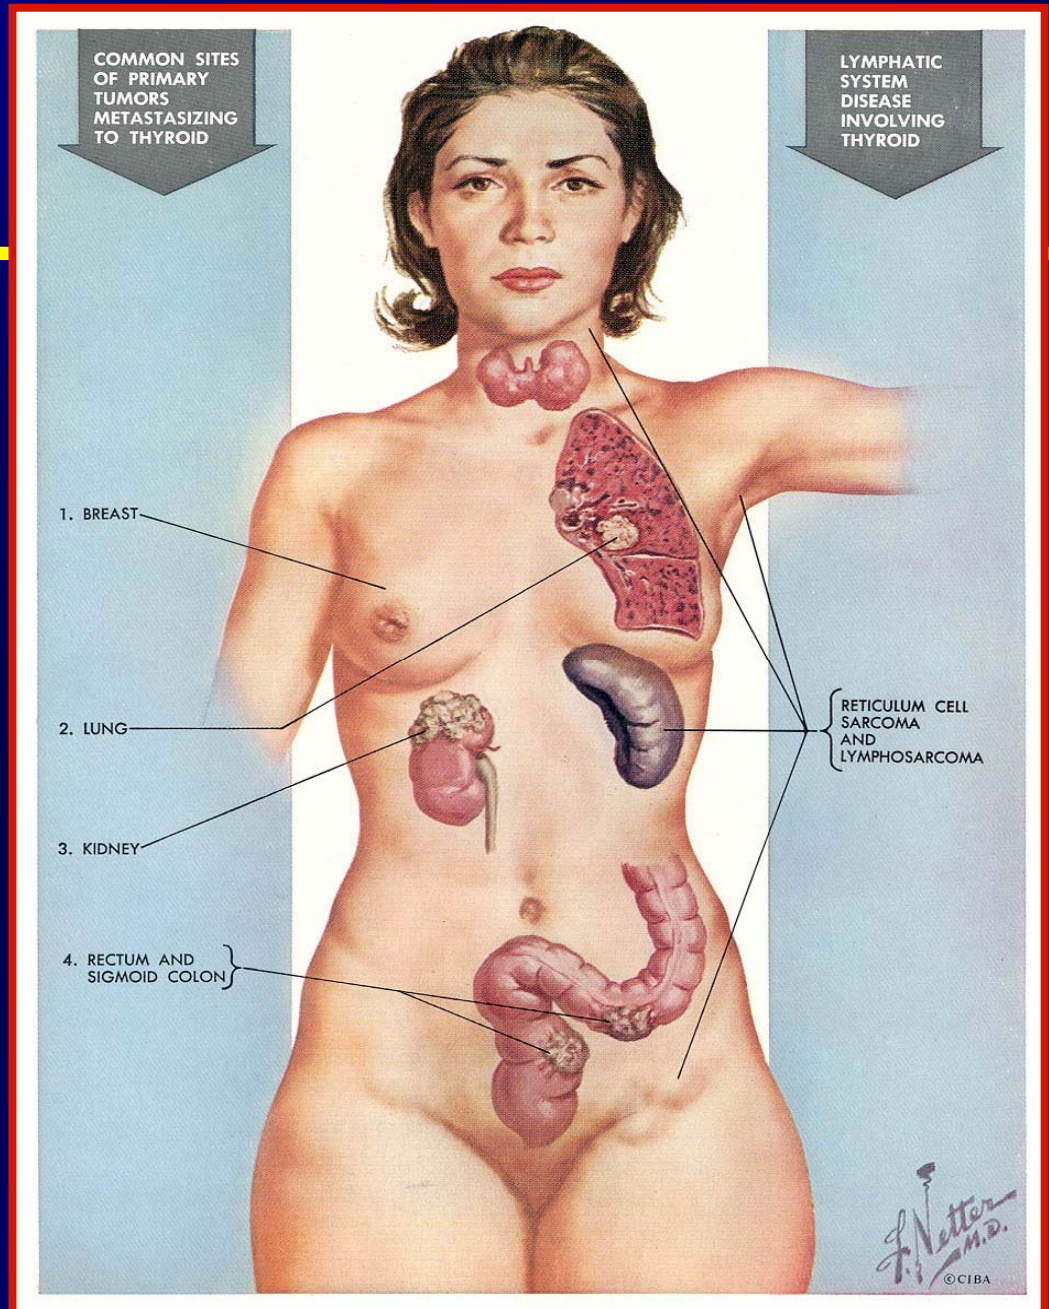 COMMON SITES
OF PRIMARY
TUMORS
METASTASIZING
TO THYROID
LYMPHATIC
SYSTEM
DISEASE
INVOLVING
THYROID
1. BREAST
2. LUNG
3. KIDNEY
4. RECTUM AND
SIGMOID COLON
RETICULUM CELL
SARCOMA
AND
LYMPHOSARCOMA
F. Netter
M.D.
©CIBA